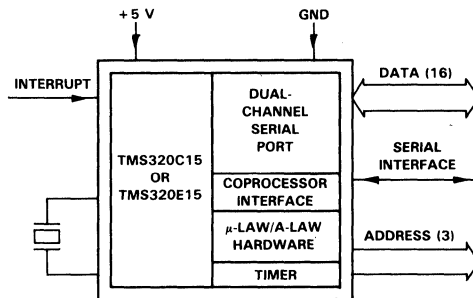 +5 V
GND
INTERRUPT
TMS320C15
OR
TMS320E15
DUAL-
CHANNEL
SERIAL
PORT
COPROCESSOR
INTERFACE
μ-LAW/A-LAW
HARDWARE
TIMER
DATA (16)
SERIAL
INTERFACE
ADDRESS (3)